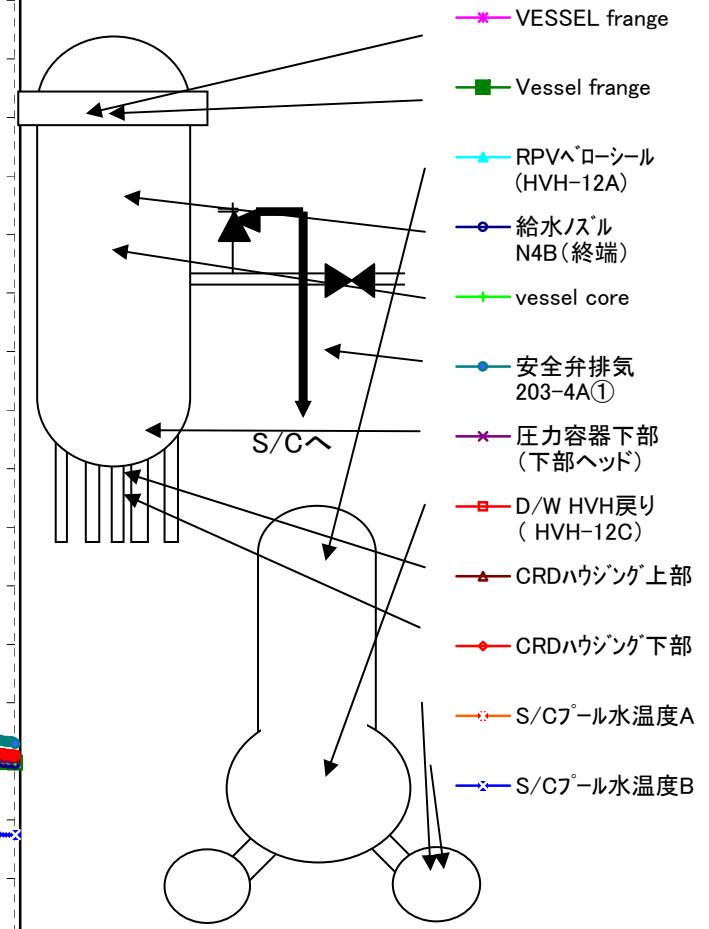 VESSEL frange
Vessel frange
RPVベローシール
(HVH-12A)
給水ノズル
N4B(終端)
vessel core
安全弁排気
203-4A①
圧力容器下部
(下部ヘッド)
S/Cへ
D/W HVH戻り
( HVH-12C)
CRDハウジング上部
CRDハウジング下部
S/Cプール水温度A
S/Cプール水温度B